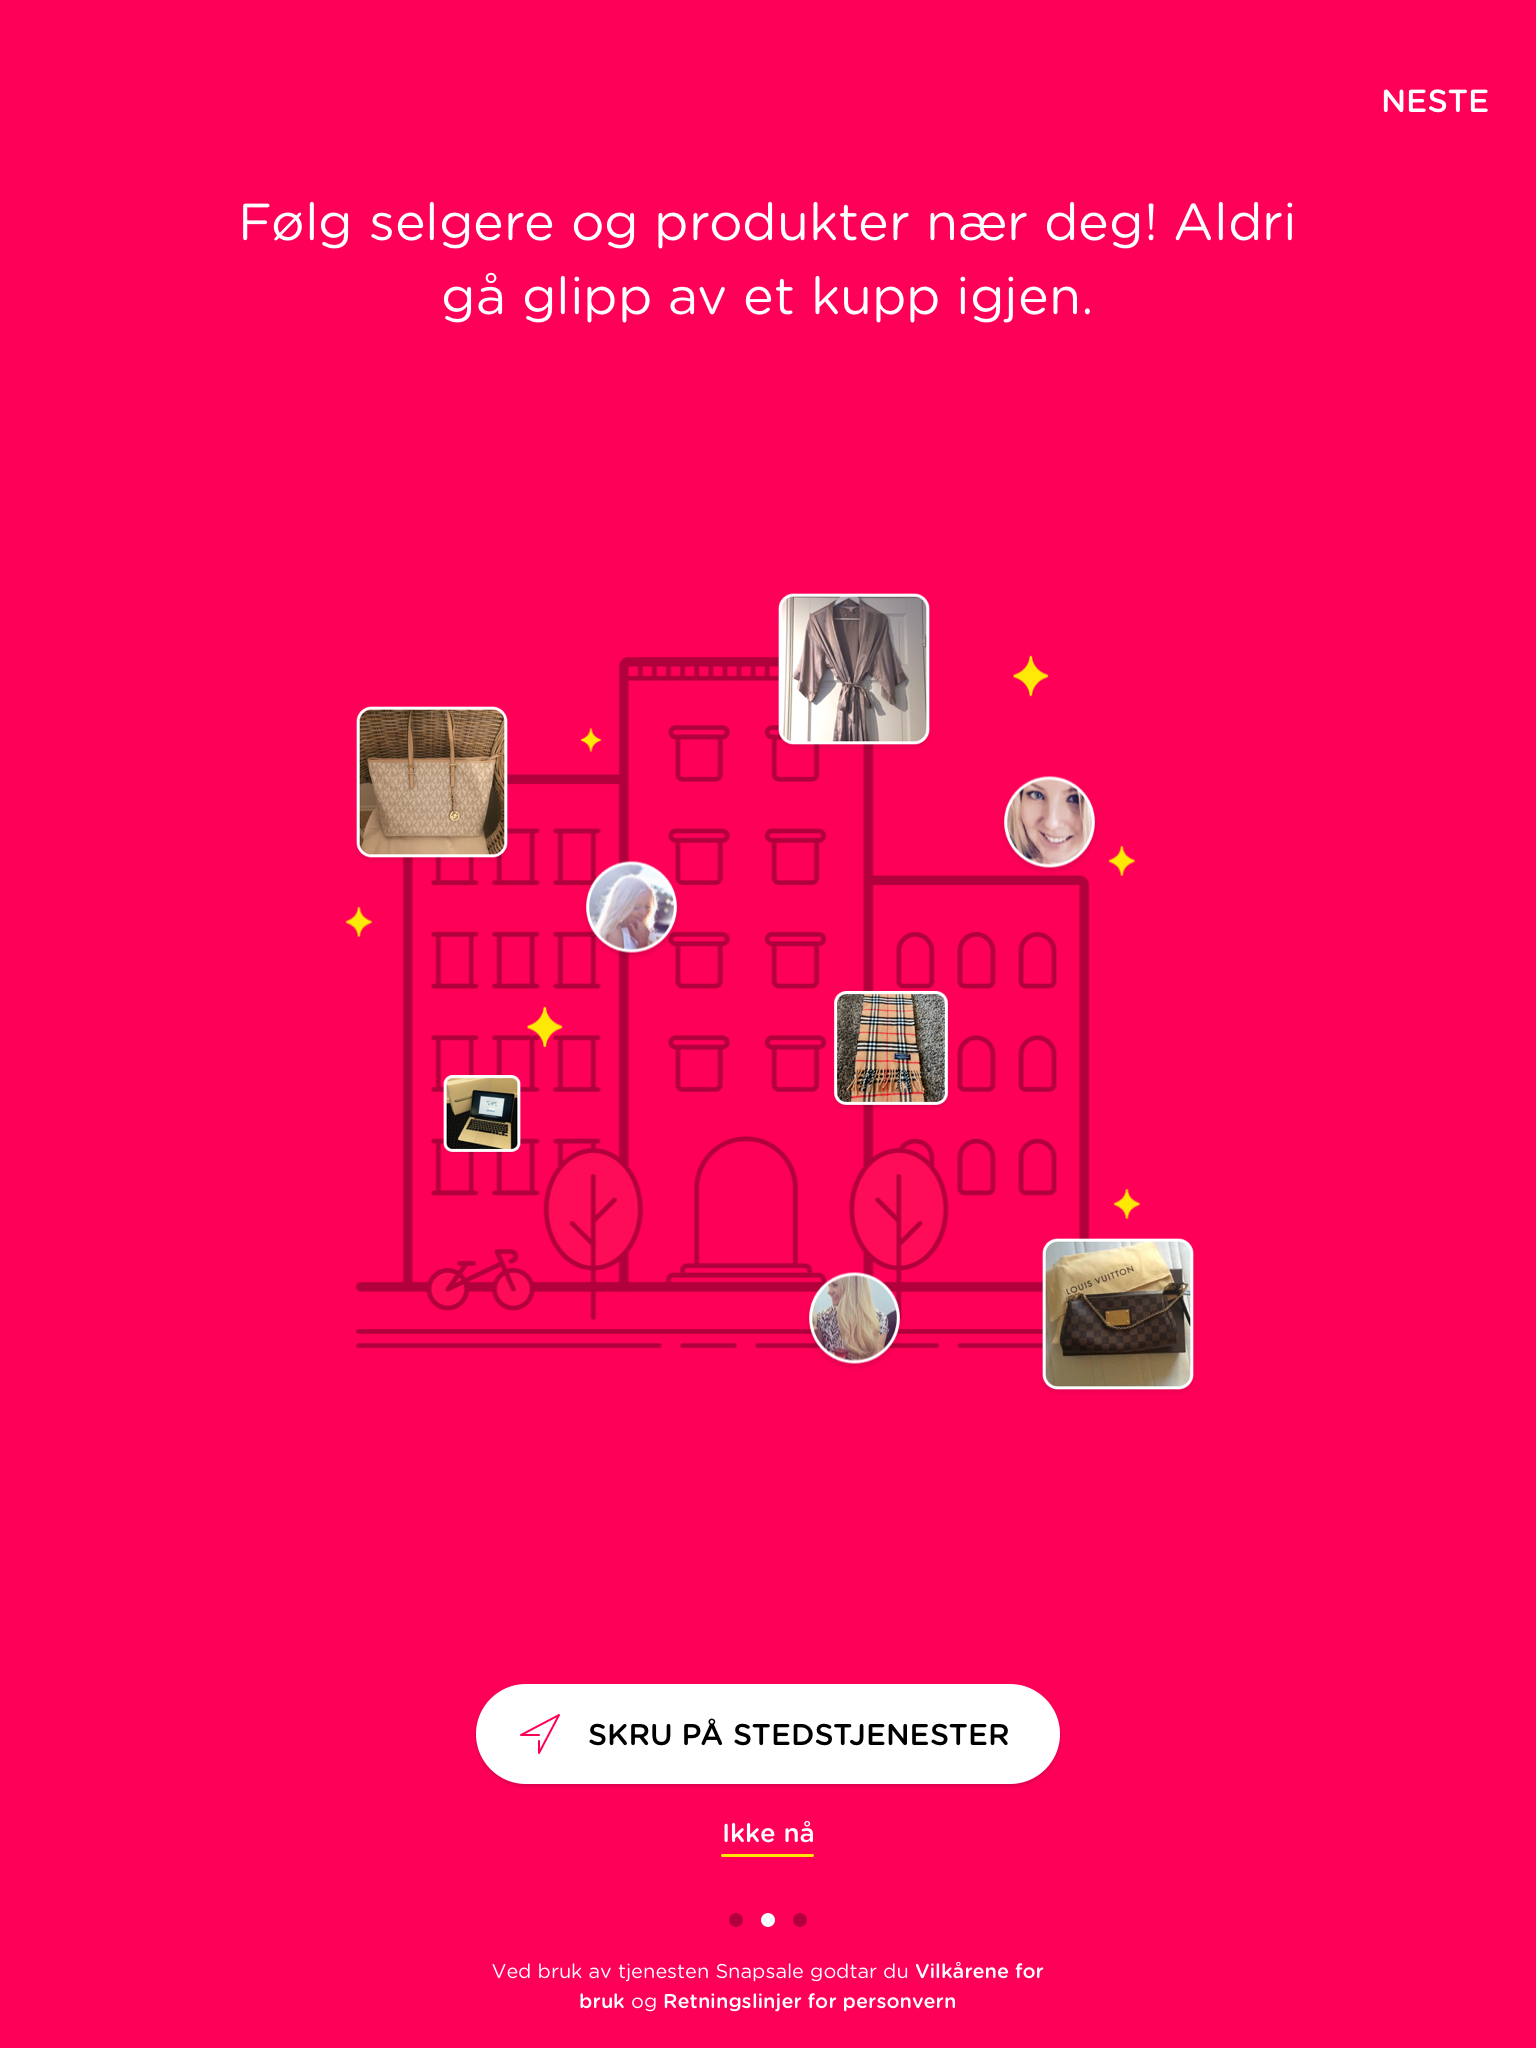 NESTE
Følg selgere og produkter nær deg! Aldri
gå glipp av et kupp igjen.
LOUIS VUITTON
SKRU PÅ STEDSTJENESTER
Ikke nå
Ved bruk av tjenesten Snapsale godtar du Vilkårene for
bruk og Retningslinjer for personvern